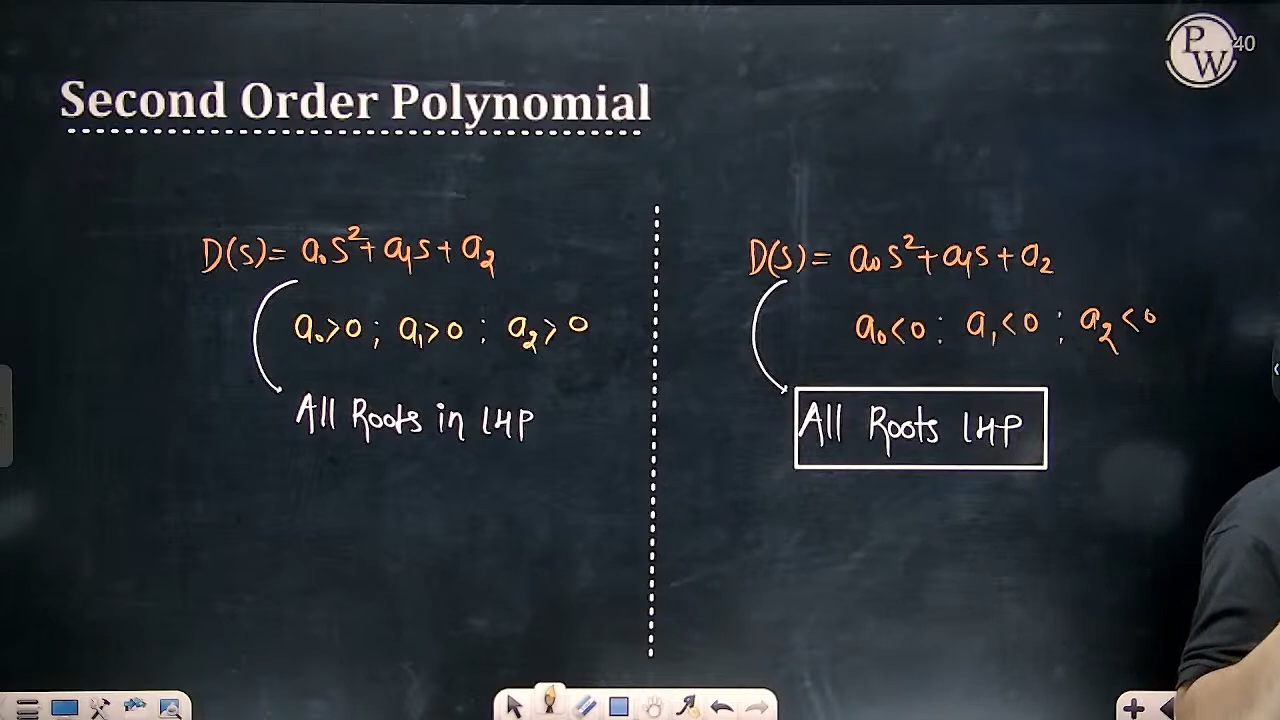 PW 40
Second Order Polynomial
D(s) = a₀s² + a₁s + a₂
a₀>0 ; a₁>0 ; a₂>0
All Roots in LHP
D(s) = a₀s² + a₁s + a₂
a₀<0 ; a₁<0 ; a₂<0
All Roots LHP